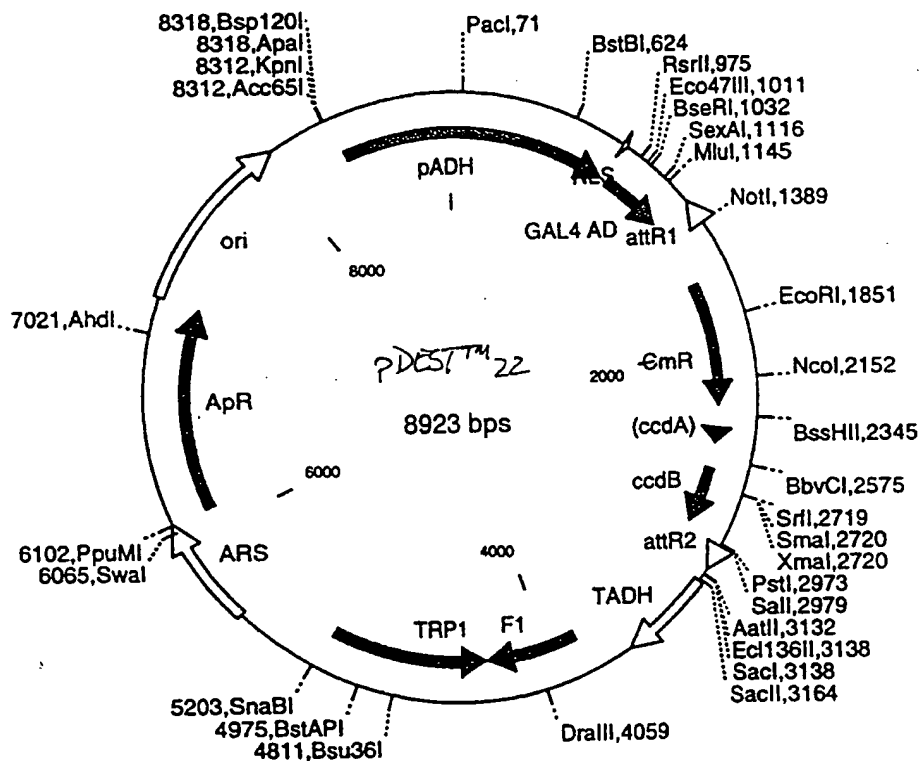 8318,Bsp120I
8318,ApaI
8312,KpnI
8312,Acc65I
PacI,71
BstBI,624
RsrII,975
Eco47III,1011
BseRI,1032
SexAI,1116
MluI,1145
NotI,1389
pADH
NLS
GAL4 AD
attR1
ori
8000
7021,AhdI
EcoRI,1851
pDEST™22
2000
CmR
NcoI,2152
ApR
8923 bps
(ccdA)
BssHII,2345
ccdB
BbvCI,2575
6000
SrfI,2719
SmaI,2720
XmaI,2720
attR2
6102,PpuMI
6065,SwaI
ARS
4000
TADH
PstI,2973
SalI,2979
AatII,3132
Ecl136II,3138
SacI,3138
SacII,3164
TRP1
F1
5203,SnaBI
4975,BstAPI
4811,Bsu36I
DraIII,4059